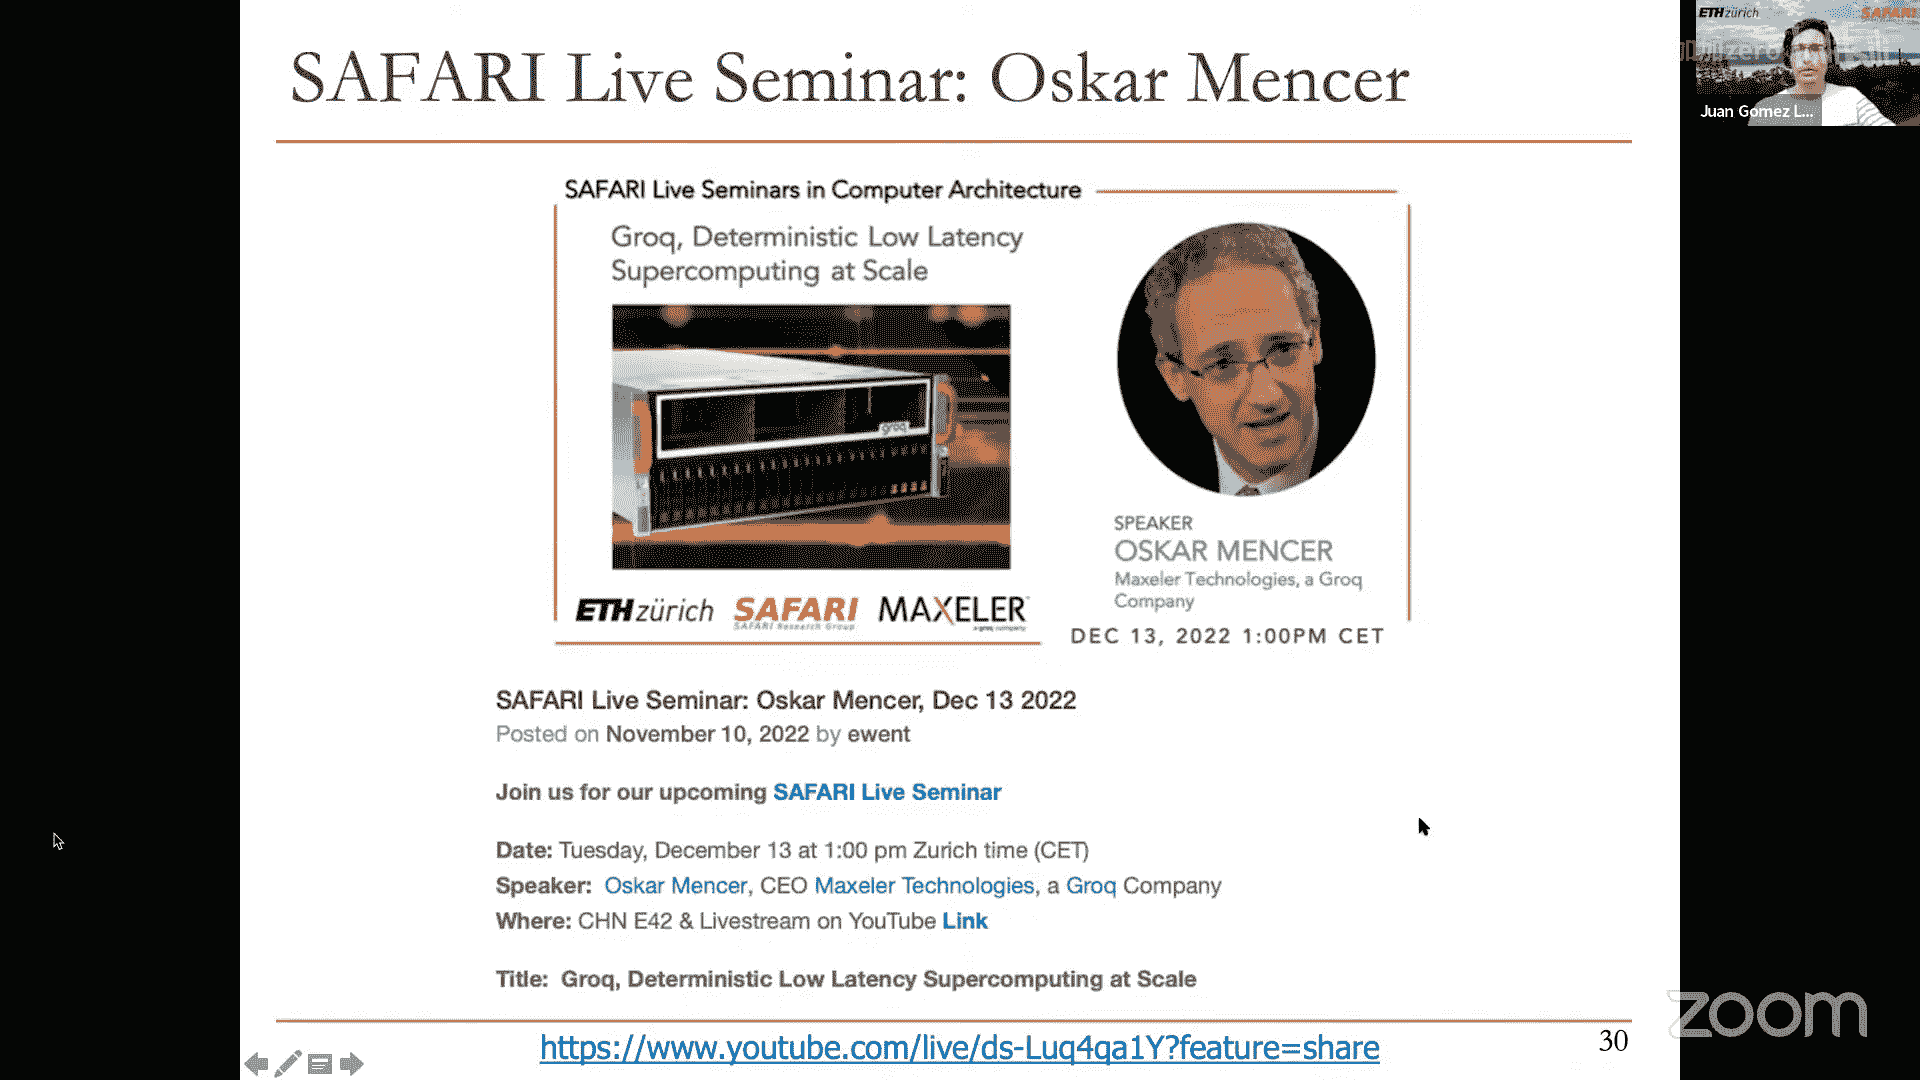 SAFARI Live Seminar: Oskar Mencer
ETHzürich SAFARI
Juan Gomez L...
SAFARI Live Seminars in Computer Architecture
Groq, Deterministic Low Latency
Supercomputing at Scale
groq
SPEAKER
OSKAR MENCER
Maxeler Technologies, a Groq
Company
ETHzürich SAFARI MAXELER
SAFARI Research Group
a groq company
DEC 13, 2022 1:00PM CET
SAFARI Live Seminar: Oskar Mencer, Dec 13 2022
Posted on November 10, 2022 by ewent
Join us for our upcoming SAFARI Live Seminar
Date: Tuesday, December 13 at 1:00 pm Zurich time (CET)
Speaker: Oskar Mencer, CEO Maxeler Technologies, a Groq Company
Where: CHN E42 & Livestream on YouTube Link
Title: Groq, Deterministic Low Latency Supercomputing at Scale
https://www.youtube.com/live/ds-Luq4qa1Y?feature=share
30
zoom